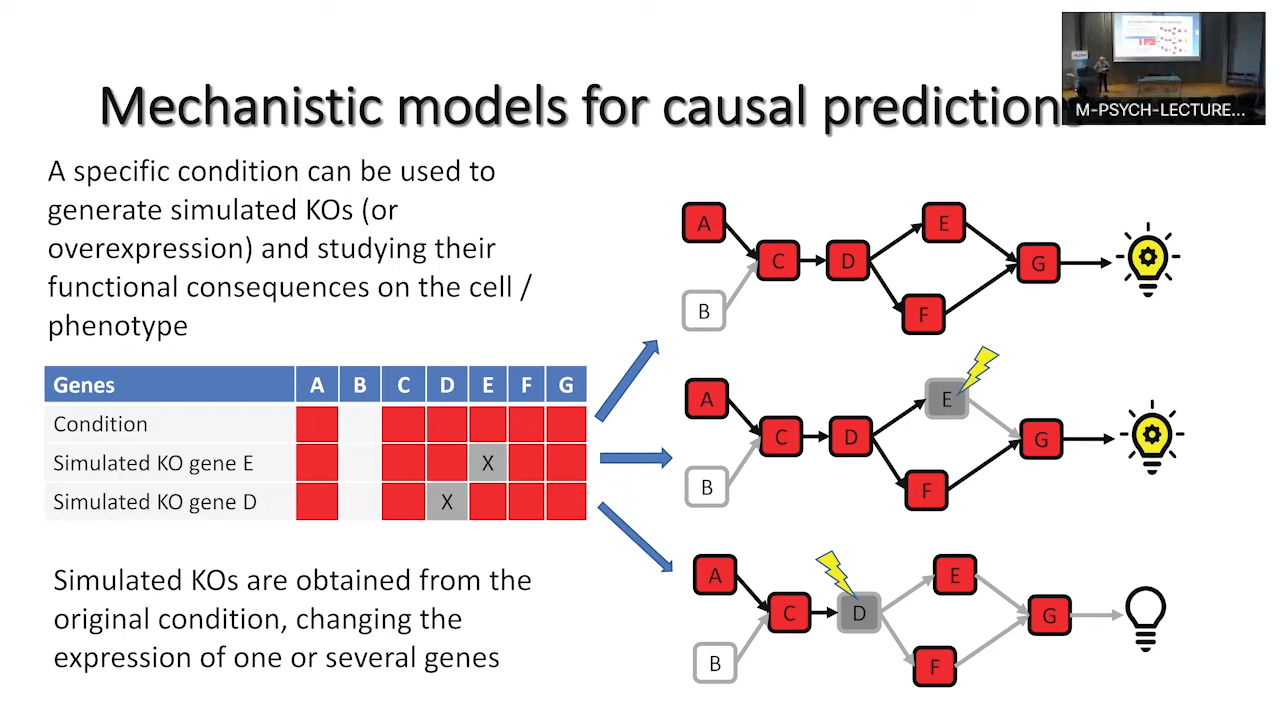 Mechanistic models for causal prediction
M-PSYCH-LECTURE...
A specific condition can be used to
generate simulated KOs (or
overexpression) and studying their
functional consequences on the cell /
phenotype
Genes A B C D E F G
Condition
Simulated KO gene E X
Simulated KO gene D X
Simulated KOs are obtained from the
original condition, changing the
expression of one or several genes
A
B
C
D
E
F
G
A
B
C
D
E
F
G
A
B
C
D
E
F
G